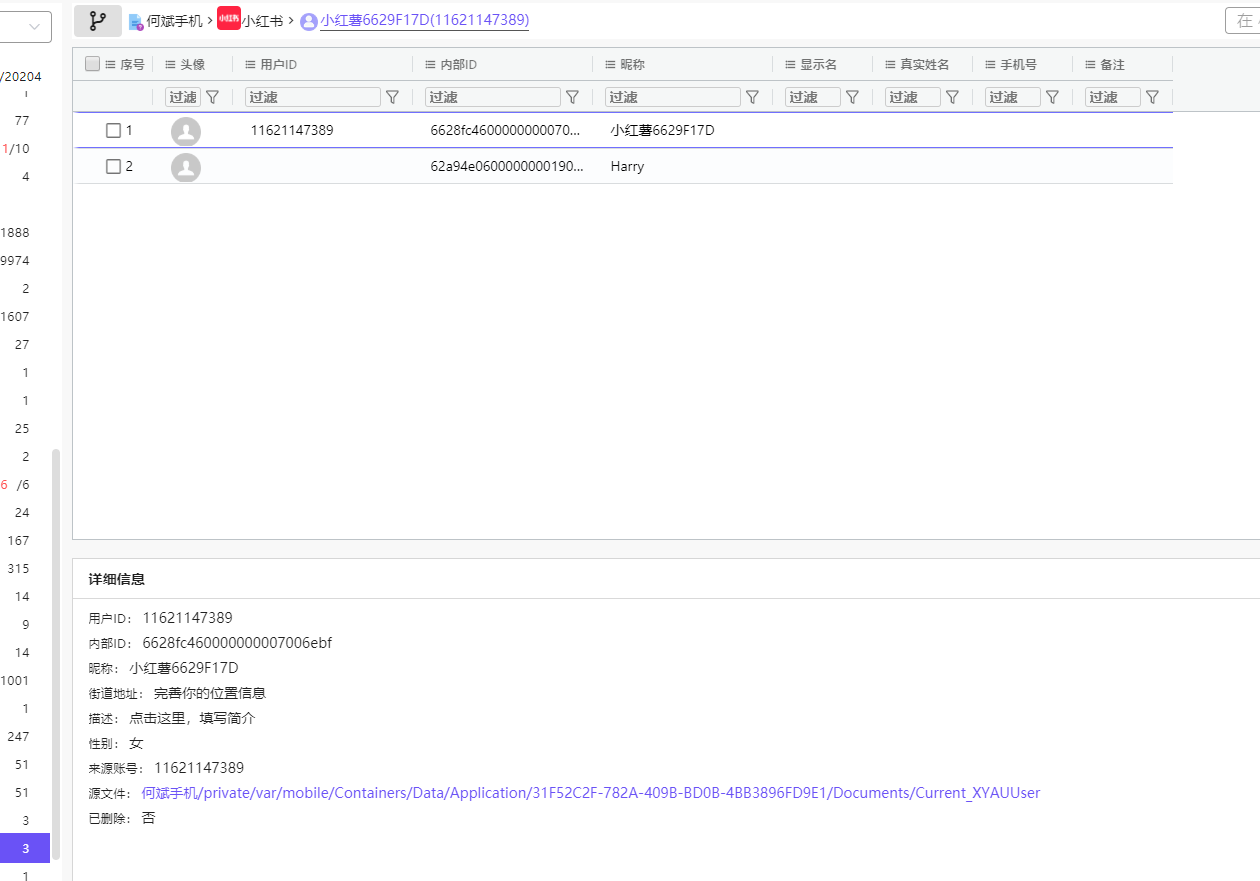 何斌手机 › 小红书 小红书 › 小红薯6629F17D(11621147389)
在
/20204
77
1/10
4
1888
9974
2
1607
27
1
1
25
2
6 /6
24
167
315
14
9
14
1001
1
247
51
51
3
3
1
序号 头像 用户ID 内部ID 昵称 显示名 真实姓名 手机号 备注
过滤 过滤 过滤 过滤 过滤 过滤 过滤 过滤
1 11621147389 6628fc4600000000070... 小红薯6629F17D
2 62a94e0600000000190... Harry
详细信息
用户ID： 11621147389
内部ID： 6628fc460000000007006ebf
昵称： 小红薯6629F17D
街道地址： 完善你的位置信息
描述： 点击这里，填写简介
性别： 女
来源账号： 11621147389
源文件： 何斌手机/private/var/mobile/Containers/Data/Application/31F52C2F-782A-409B-BD0B-4BB3896FD9E1/Documents/Current_XYAUUser
已删除： 否